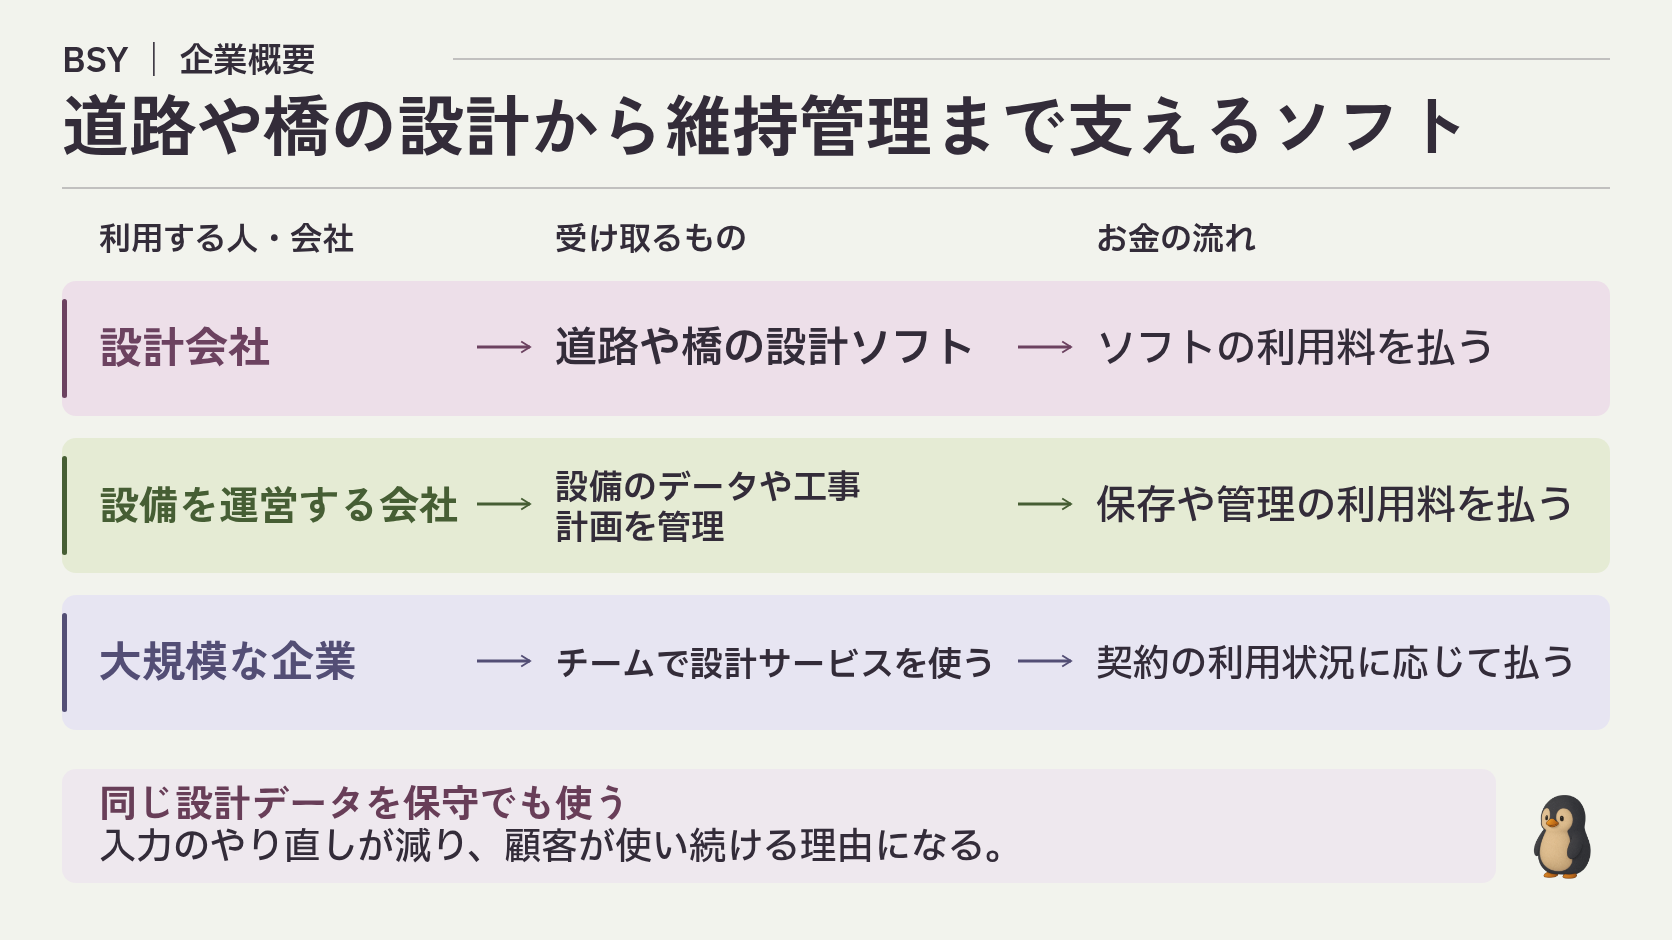 BSY | 企業概要
道路や橋の設計から維持管理まで支えるソフト
利用する人・会社 受け取るもの お金の流れ
設計会社 → 道路や橋の設計ソフト → ソフトの利用料を払う
設備を運営する会社 → 設備のデータや工事
計画を管理 → 保存や管理の利用料を払う
大規模な企業 → チームで設計サービスを使う → 契約の利用状況に応じて払う
同じ設計データを保守でも使う
入力のやり直しが減り、顧客が使い続ける理由になる。